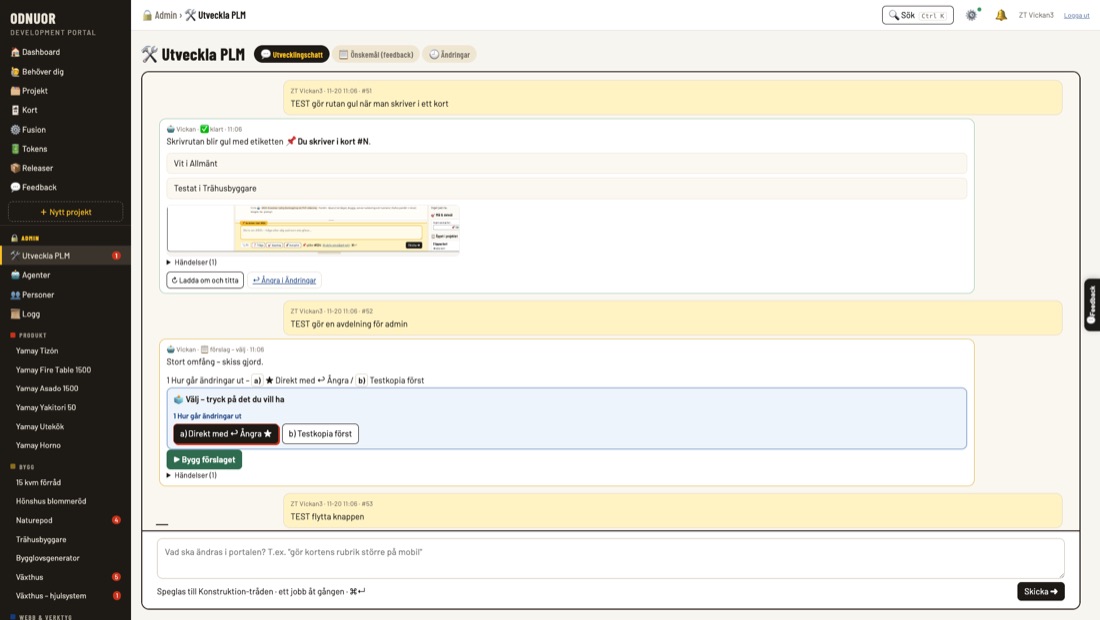 ODNUOR
DEVELOPMENT PORTAL
Dashboard
Behöver dig
Projekt
Kort
Fusion
Tokens
Releaser
Feedback
+ Nytt projekt
ADMIN
Utveckla PLM 1
Agenter
Personer
Logg
PRODUKT
Yamay Tizón
Yamay Fire Table 1500
Yamay Asado 1500
Yamay Yakitori 50
Yamay Utekök
Yamay Horno
BYGG
15 kvm förråd
Hönshus blommeröd
Naturepod 4
Trähusbyggare
Bygglovsgenerator
Växthus 5
Växthus - hjulsystem 1
WEBB & VERKTYG
Admin › Utveckla PLM
Sök Ctrl K
ZT Vickan3
Logga ut
Utveckla PLM
Utvecklingschatt
Önskemål (feedback)
Ändringar
ZT Vickan3 · 11-20 11:06 · #51
TEST gör rutan gul när man skriver i ett kort
Vickan · klart · 11:06
Skrivrutan blir gul med etiketten 📌 Du skriver i kort #N.
Vit i Allmänt
Testat i Trähusbyggare
▸ Händelser (1)
↻ Ladda om och titta
↩ Ångra i Ändringar
ZT Vickan3 · 11-20 11:06 · #52
TEST gör en avdelning för admin
Vickan · förslag – välj · 11:06
Stort omfång – skiss gjord.
1 Hur går ändringar ut – a) ★ Direkt med ↩ Ångra / b) Testkopia först
Välj – tryck på det du vill ha
1 Hur går ändringar ut
a) Direkt med ↩ Ångra ★
b) Testkopia först
▶ Bygg förslaget
▸ Händelser (1)
ZT Vickan3 · 11-20 11:06 · #53
TEST flytta knappen
Vad ska ändras i portalen? T.ex. "gör kortens rubrik större på mobil"
Speglas till Konstruktion-tråden · ett jobb åt gången · ⌘↩
Skicka ➜
Feedback